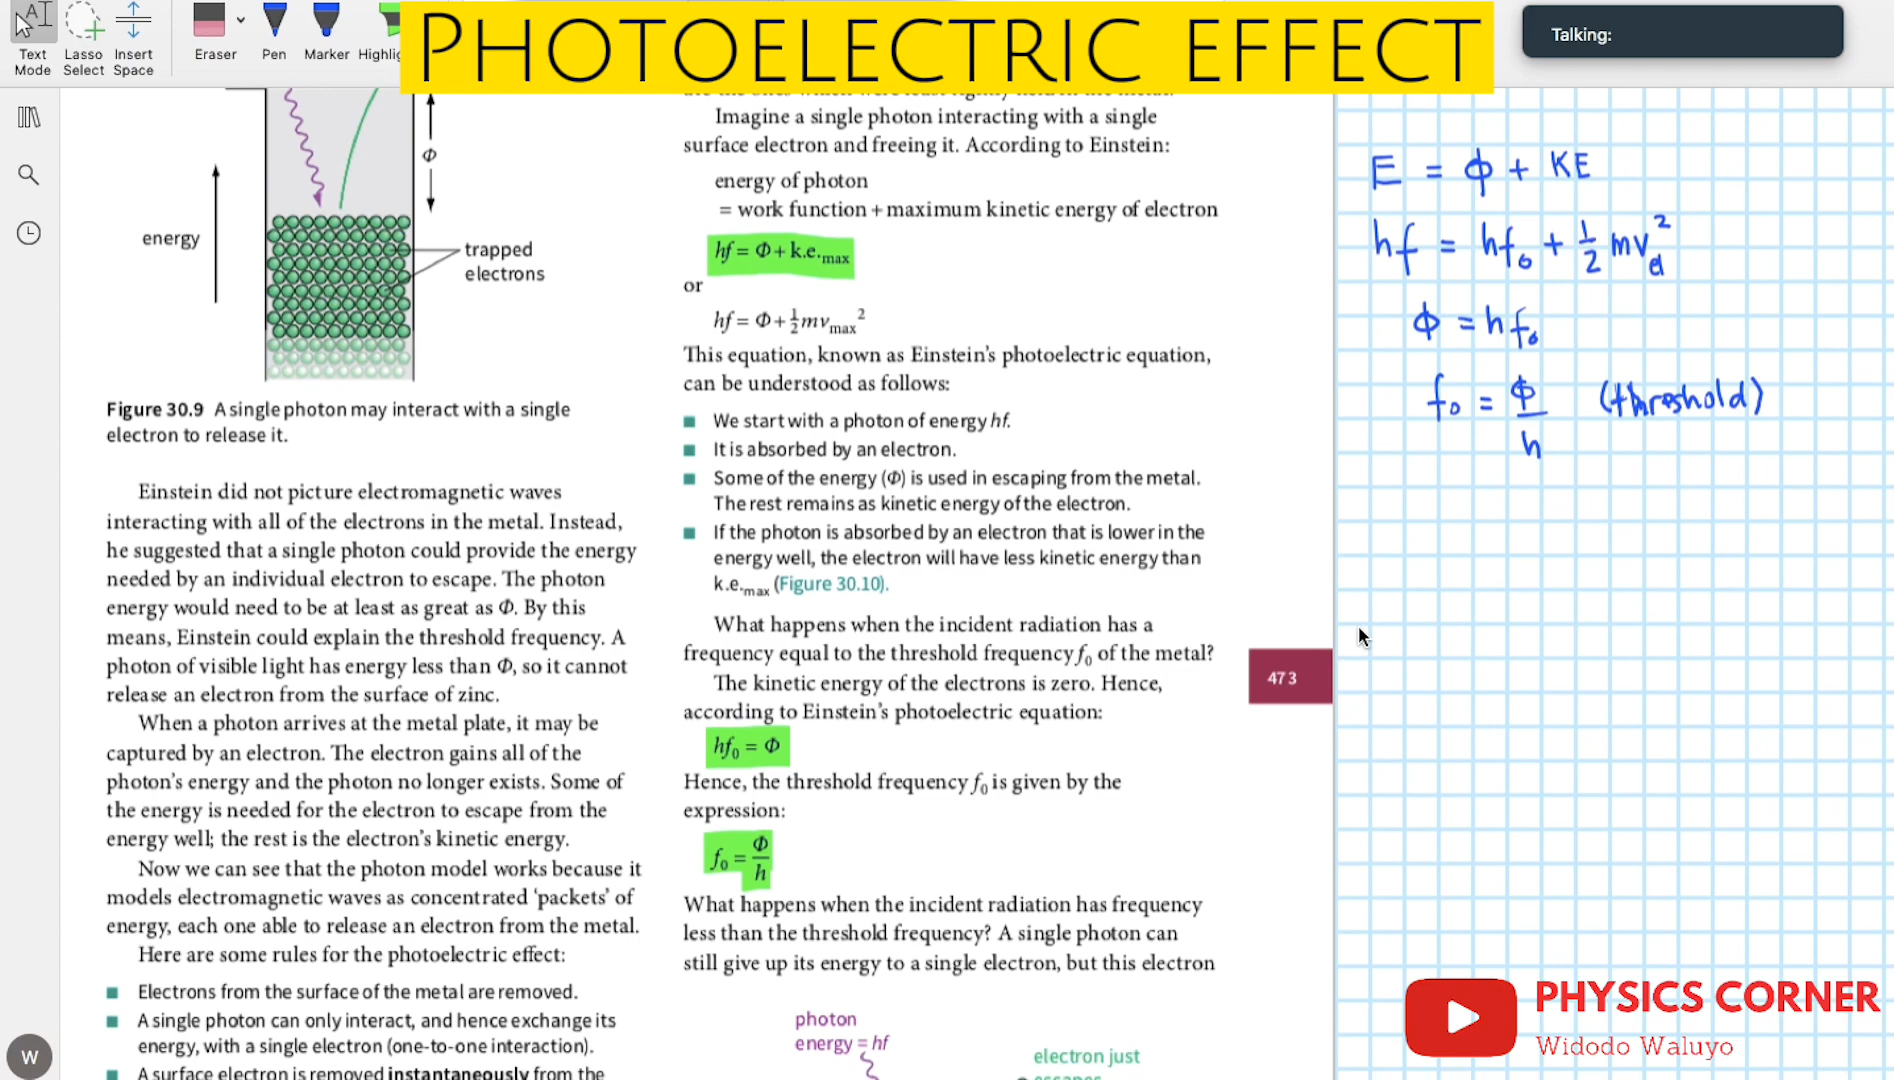 PHOTOELECTRIC EFFECT
Talking:
Text Mode
Lasso Select
Insert Space
Eraser
Pen
Marker
W
Φ
energy
trapped
electrons
Figure 30.9 A single photon may interact with a single
electron to release it.
Einstein did not picture electromagnetic waves
interacting with all of the electrons in the metal. Instead,
he suggested that a single photon could provide the energy
needed by an individual electron to escape. The photon
energy would need to be at least as great as Φ. By this
means, Einstein could explain the threshold frequency. A
photon of visible light has energy less than Φ, so it cannot
release an electron from the surface of zinc.
When a photon arrives at the metal plate, it may be
captured by an electron. The electron gains all of the
photon's energy and the photon no longer exists. Some of
the energy is needed for the electron to escape from the
energy well; the rest is the electron's kinetic energy.
Now we can see that the photon model works because it
models electromagnetic waves as concentrated 'packets' of
energy, each one able to release an electron from the metal.
Here are some rules for the photoelectric effect:
■ Electrons from the surface of the metal are removed.
■ A single photon can only interact, and hence exchange its
energy, with a single electron (one-to-one interaction).
■ A surface electron is removed instantaneously from the
Imagine a single photon interacting with a single
surface electron and freeing it. According to Einstein:
energy of photon
= work function + maximum kinetic energy of electron
hf = Φ + k.e.max
or
hf = Φ + ½mvmax²
This equation, known as Einstein's photoelectric equation,
can be understood as follows:
■ We start with a photon of energy hf.
■ It is absorbed by an electron.
■ Some of the energy (Φ) is used in escaping from the metal.
The rest remains as kinetic energy of the electron.
■ If the photon is absorbed by an electron that is lower in the
energy well, the electron will have less kinetic energy than
k.e.max (Figure 30.10).
What happens when the incident radiation has a
frequency equal to the threshold frequency f₀ of the metal?
The kinetic energy of the electrons is zero. Hence,
according to Einstein's photoelectric equation:
hf₀ = Φ
Hence, the threshold frequency f₀ is given by the
expression:
f₀ = Φ/h
What happens when the incident radiation has frequency
less than the threshold frequency? A single photon can
still give up its energy to a single electron, but this electron
photon
energy = hf
electron just
473
E = ϕ + KE
hf = hf₀ + ½ mvₑ²
ϕ = hf₀
f₀ = ϕ/h (threshold)
PHYSICS CORNER
Widodo Waluyo